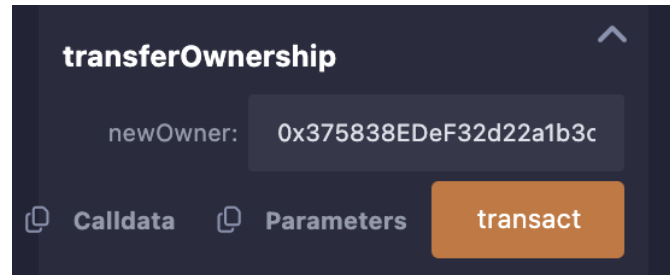 transferOwnership
newOwner: 0x375838EDeF32d22a1b3c
Calldata Parameters transact